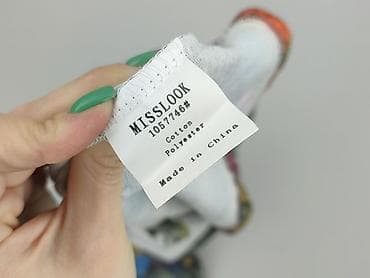 MISSLOOK
1057746#
Cotton
Polyester
Made in China